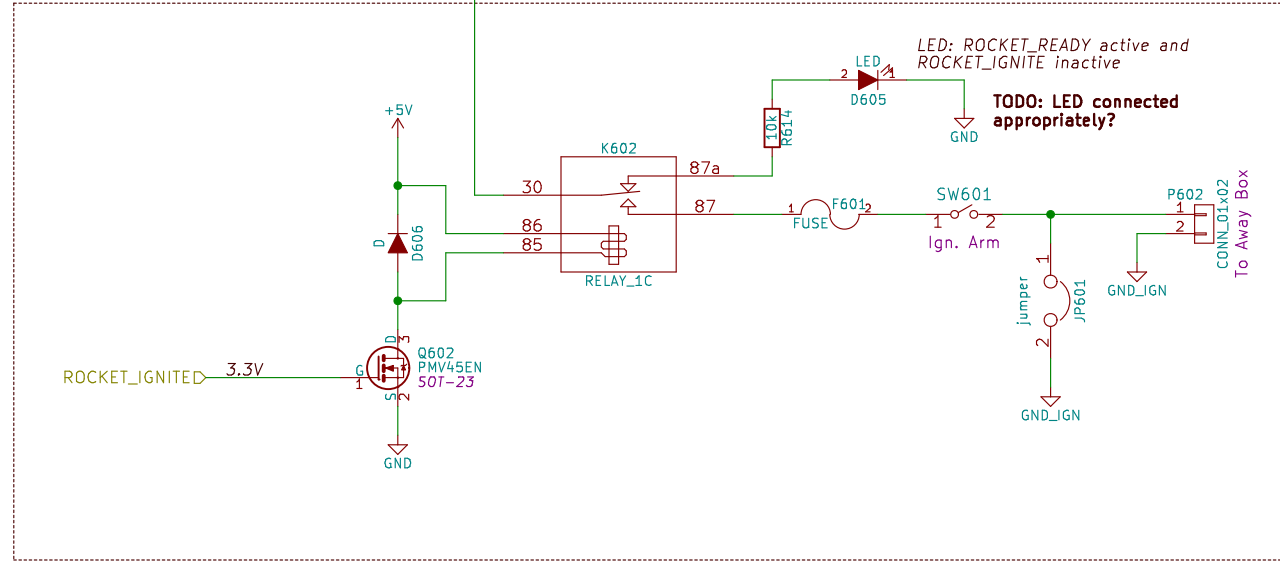 LED: ROCKET_READY active and
ROCKET_IGNITE inactive
TODO: LED connected
appropriately?
LED
2
1
D605
GND
10k
R614
+5V
K602
87a
30
87
86
85
RELAY_1C
D
D606
1
F601
2
FUSE
SW601
1
2
Ign. Arm
P602
1
2
CONN_01x02
To Away Box
GND_IGN
jumper
1
JP601
2
GND_IGN
ROCKET_IGNITE
3.3V
G
1
D
3
Q602
PMV45EN
SOT-23
S
2
GND